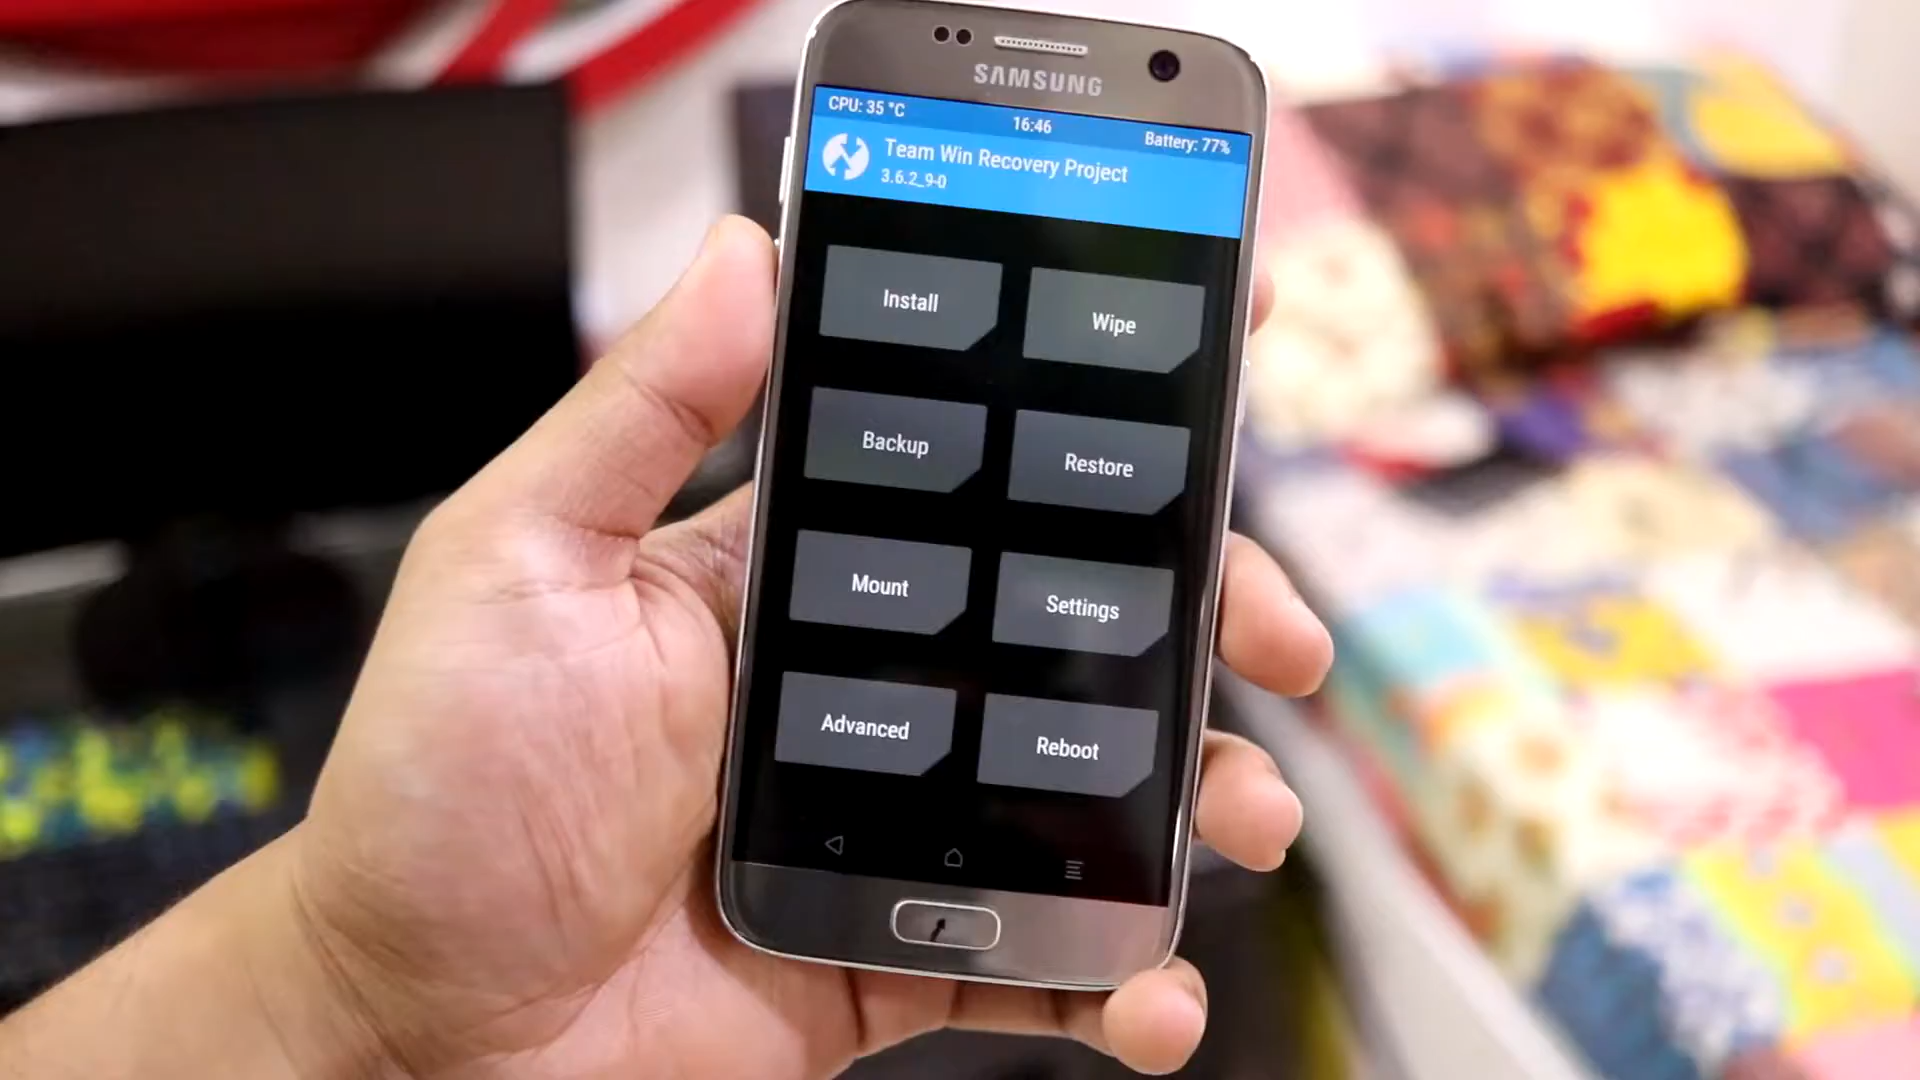 SAMSUNG
CPU: 35 °C
16:46
Battery: 77%
Team Win Recovery Project
3.6.2_9-0
Install
Wipe
Backup
Restore
Mount
Settings
Advanced
Reboot